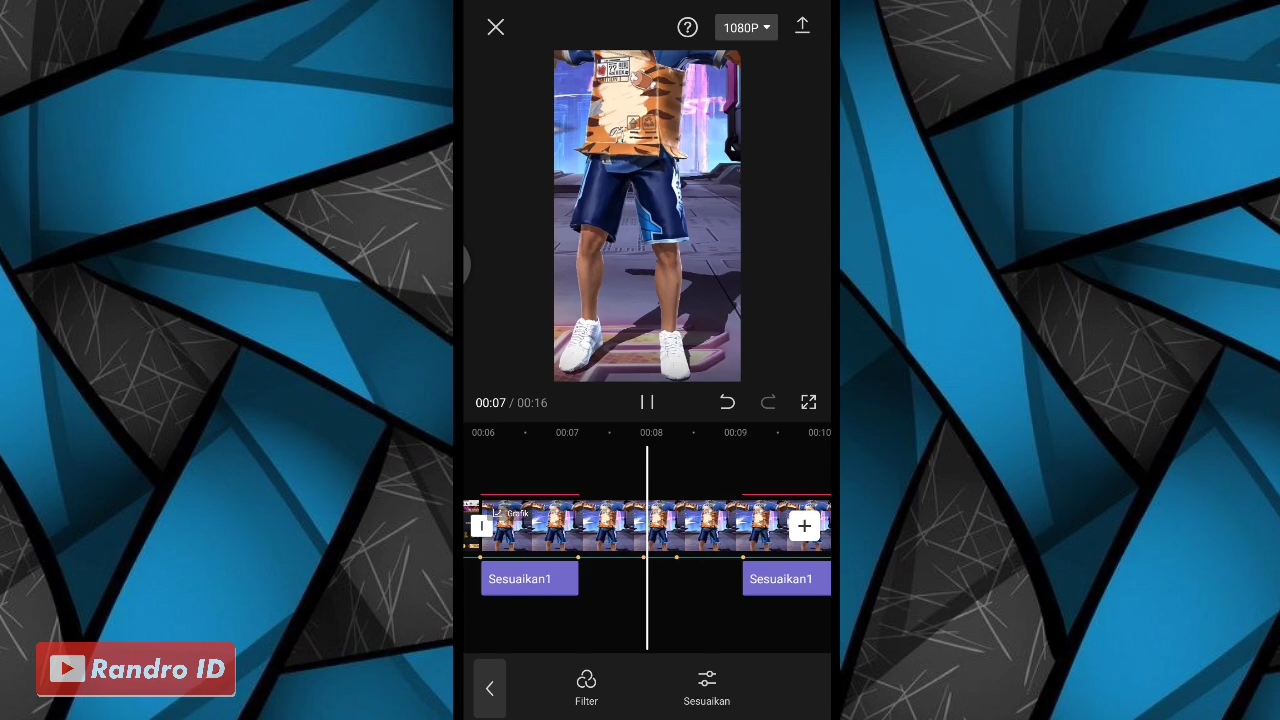 1080P
00:07 / 00:16
00:06 00:07 00:08 00:09 00:10
Grafik
Sesuaikan1 Sesuaikan1
Randro ID
Filter Sesuaikan